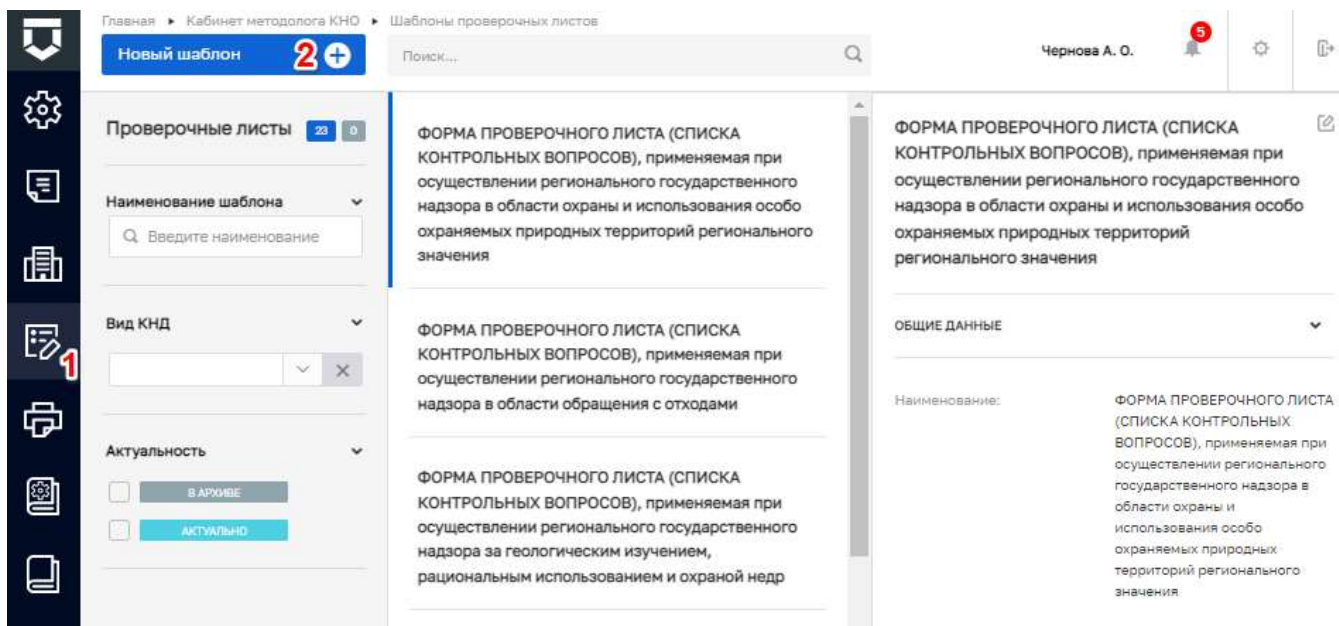 Главная ▸ Кабинет методолога КНО ▸ Шаблоны проверочных листов
Новый шаблон 2
Поиск...
Чернова А. О.
5
1
Проверочные листы 23 0
Наименование шаблона
Введите наименование
Вид КНД
Актуальность
В АРХИВЕ
АКТУАЛЬНО
ФОРМА ПРОВЕРОЧНОГО ЛИСТА (СПИСКА
КОНТРОЛЬНЫХ ВОПРОСОВ), применяемая при
осуществлении регионального государственного
надзора в области охраны и использования особо
охраняемых природных территорий регионального
значения
ФОРМА ПРОВЕРОЧНОГО ЛИСТА (СПИСКА
КОНТРОЛЬНЫХ ВОПРОСОВ), применяемая при
осуществлении регионального государственного
надзора в области обращения с отходами
ФОРМА ПРОВЕРОЧНОГО ЛИСТА (СПИСКА
КОНТРОЛЬНЫХ ВОПРОСОВ), применяемая при
осуществлении регионального государственного
надзора за геологическим изучением,
рациональным использованием и охраной недр
ФОРМА ПРОВЕРОЧНОГО ЛИСТА (СПИСКА
КОНТРОЛЬНЫХ ВОПРОСОВ), применяемая при
осуществлении регионального государственного
надзора в области охраны и использования особо
охраняемых природных территорий
регионального значения
ОБЩИЕ ДАННЫЕ
Наименование:
ФОРМА ПРОВЕРОЧНОГО ЛИСТА
(СПИСКА КОНТРОЛЬНЫХ
ВОПРОСОВ), применяемая при
осуществлении регионального
государственного надзора в
области охраны и
использования особо
охраняемых природных
территорий регионального
значения